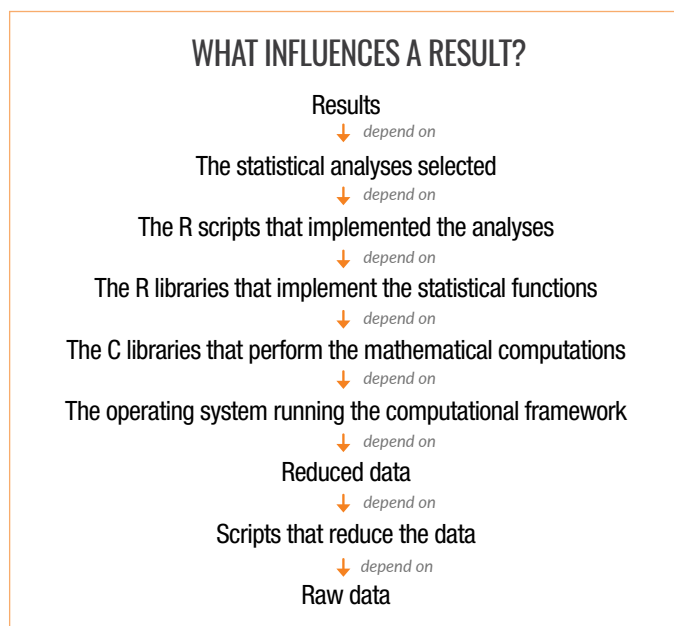 WHAT INFLUENCES A RESULT?
Results
depend on
The statistical analyses selected
depend on
The R scripts that implemented the analyses
depend on
The R libraries that implement the statistical functions
depend on
The C libraries that perform the mathematical computations
depend on
The operating system running the computational framework
depend on
Reduced data
depend on
Scripts that reduce the data
depend on
Raw data